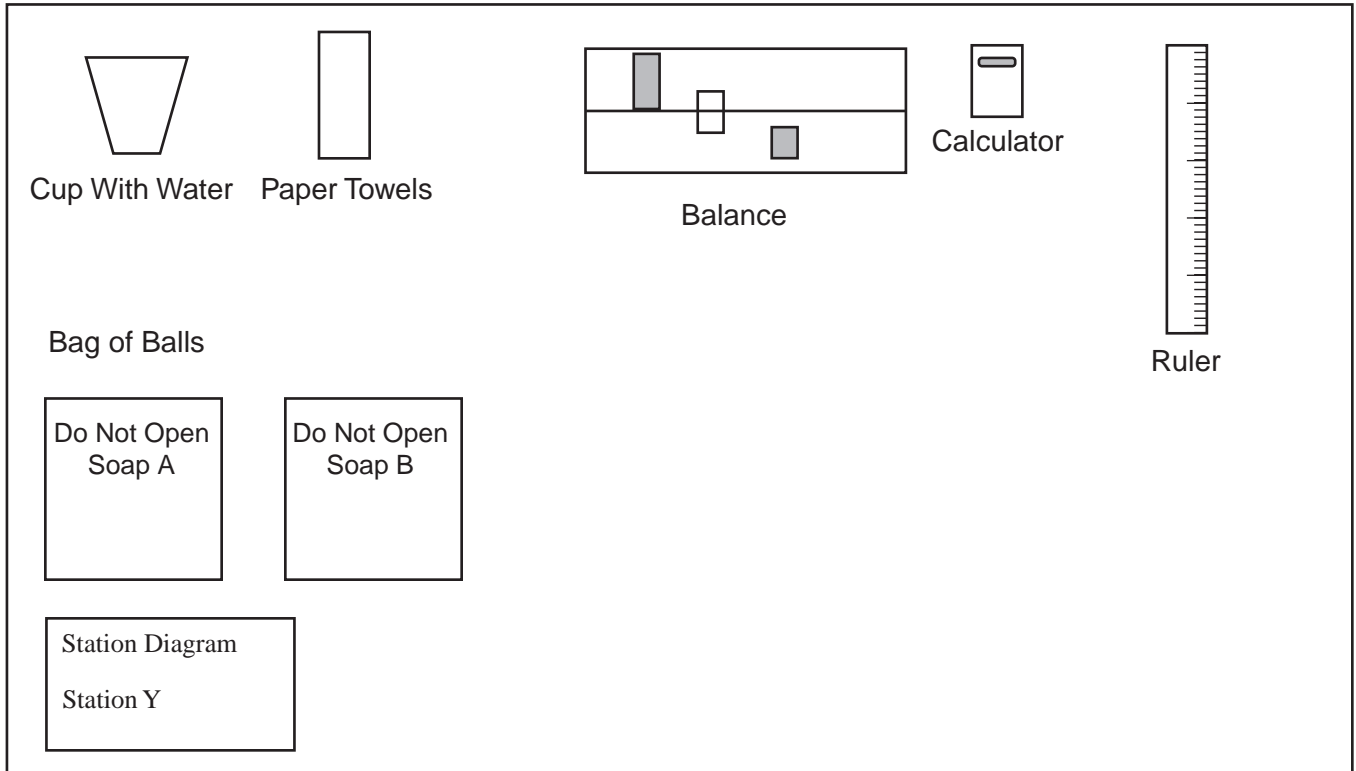 Cup With Water
Paper Towels
Balance
Calculator
Ruler
Bag of Balls
Do Not Open
Soap A
Do Not Open
Soap B
Station Diagram
Station Y